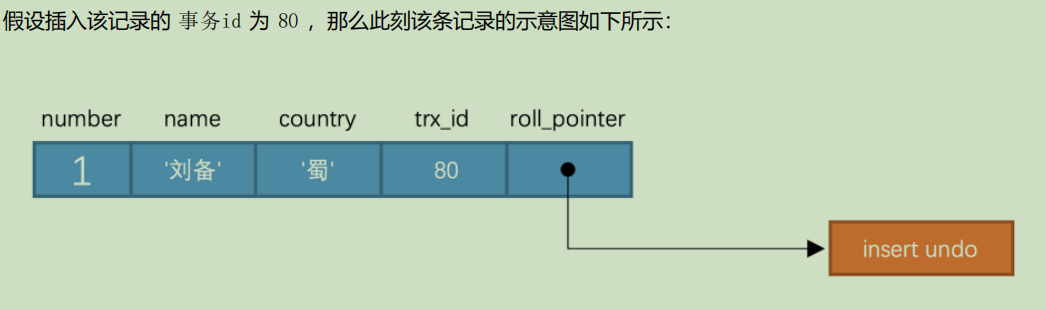 假设插入该记录的 事务id 为 80 ，那么此刻该条记录的示意图如下所示：
number name country trx_id roll_pointer
1 '刘备' '蜀' 80
insert undo